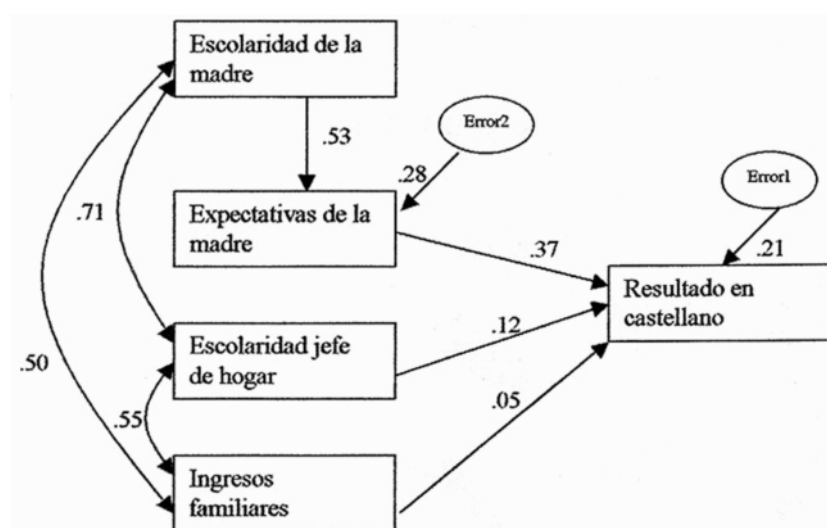 Escolaridad de la
madre
Error2
.53
.28
Error1
.71
Expectativas de la
madre
.37
.21
Resultado en
castellano
.12
Escolaridad jefe
de hogar
.50
.55
.05
Ingresos
familiares